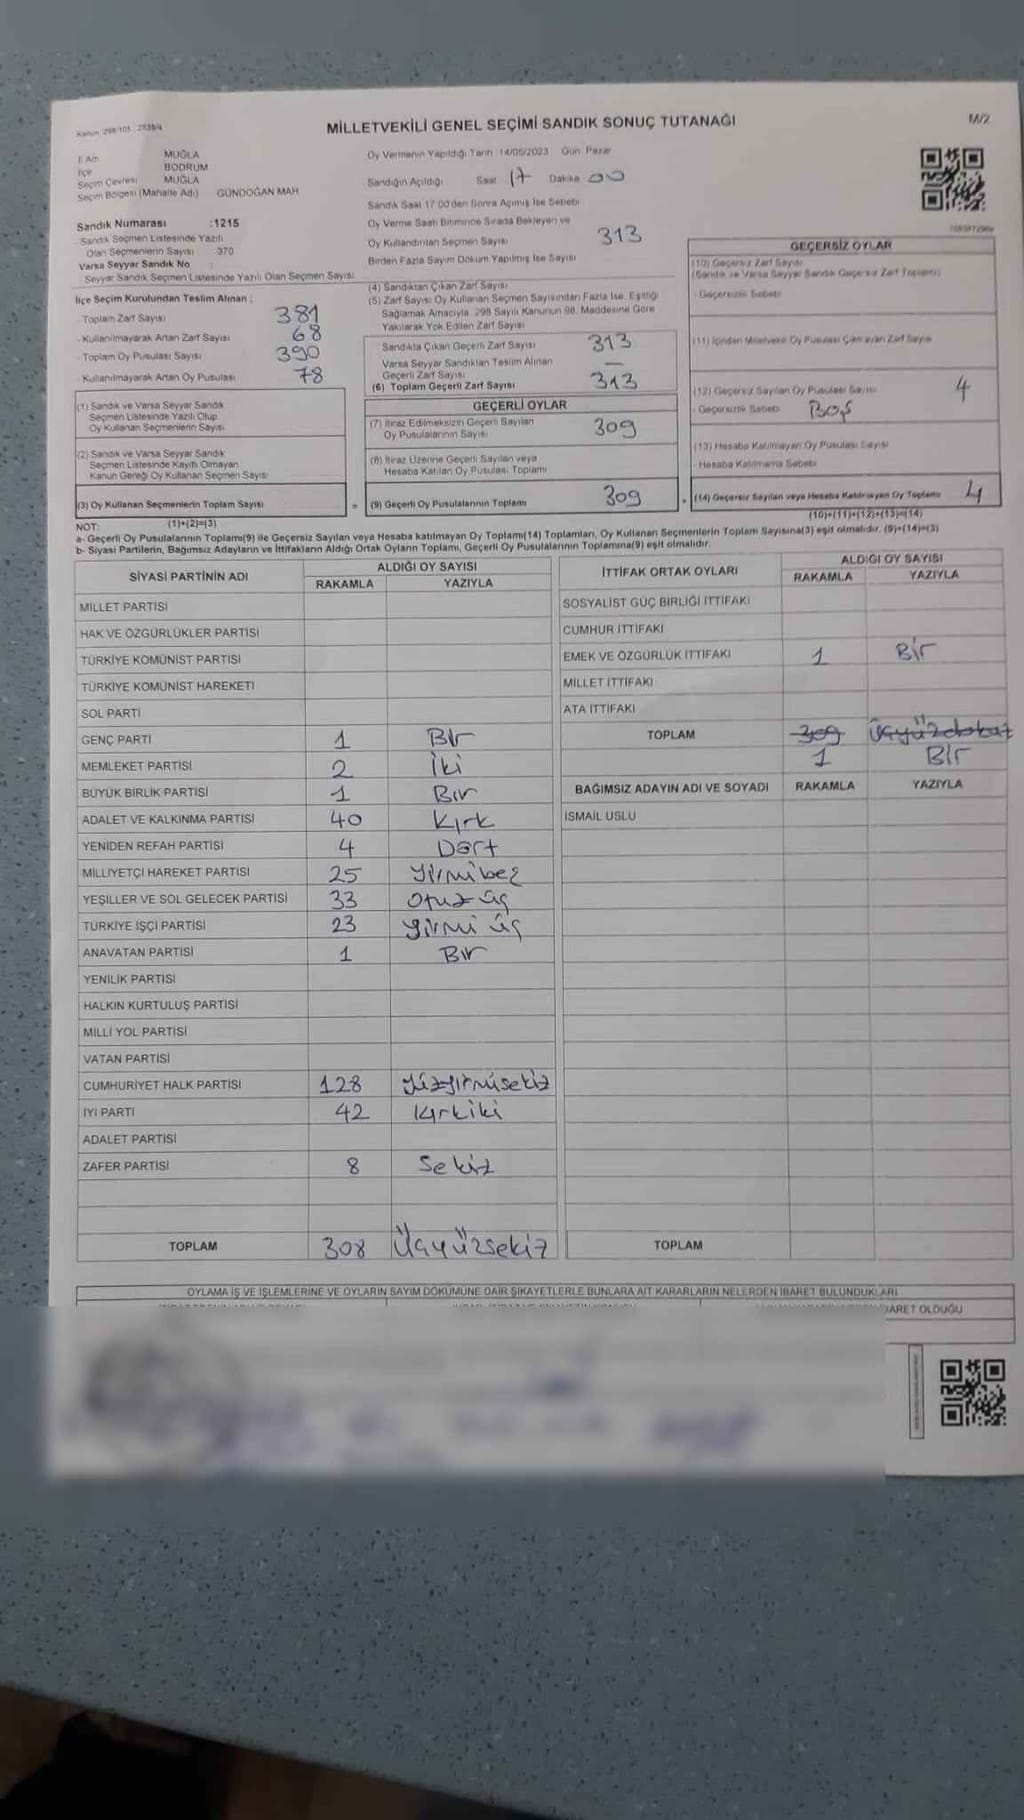 Kanun: 298/105 , 2839/4
MİLLETVEKİLİ GENEL SEÇİMİ SANDIK SONUÇ TUTANAĞI
M/2
İl Adı MUĞLA
İlçe BODRUM
Seçim Çevresi MUĞLA
Seçim Bölgesi (Mahalle Adı) GÜNDOĞAN MAH
Oy Vermenin Yapıldığı Tarih :14/05/2023 Gün: Pazar
Sandığın Açıldığı Saat 17 Dakika 00
Sandık Saat 17:00'den Sonra Açılmış İse Sebebi
Oy Verme Saati Bitiminde Sırada Bekleyen ve
Oy Kullandırılan Seçmen Sayısı
313
Birden Fazla Sayım Döküm Yapılmış İse Sayısı
Sandık Numarası :1215
Sandık Seçmen Listesinde Yazılı
Olan Seçmenlerin Sayısı 370
Varsa Seyyar Sandık No
Seyyar Sandık Seçmen Listesinde Yazılı Olan Seçmen Sayısı
İlçe Seçim Kurulundan Teslim Alınan ;
- Toplam Zarf Sayısı 381
- Kullanılmayarak Artan Zarf Sayısı 68
- Toplam Oy Pusulası Sayısı 390
- Kullanılmayarak Artan Oy Pusulası 78
(1) Sandık ve Varsa Seyyar Sandık
Seçmen Listesinde Yazılı Olup
Oy Kullanan Seçmenlerin Sayısı
(2) Sandık ve Varsa Seyyar Sandık
Seçmen Listesinde Kayıtlı Olmayan
Kanun Gereği Oy Kullanan Seçmen Sayısı
(3) Oy Kullanan Seçmenlerin Toplam Sayısı
(1)+(2)=(3)
(4) Sandıktan Çıkan Zarf Sayısı
(5) Zarf Sayısı Oy Kullanan Seçmen Sayısından Fazla İse, Eşitliği
Sağlamak Amacıyla, 298 Sayılı Kanunun 98. Maddesine Göre
Yakılarak Yok Edilen Zarf Sayısı
Sandıkta Çıkan Geçerli Zarf Sayısı 313
Varsa Seyyar Sandıktan Teslim Alınan
Geçerli Zarf Sayısı —
(6) Toplam Geçerli Zarf Sayısı 313
GEÇERLİ OYLAR
(7) İtiraz Edilmeksizin Geçerli Sayılan
Oy Pusulalarının Sayısı 309
(8) İtiraz Üzerine Geçerli Sayılan veya
Hesaba Katılan Oy Pusulası Toplamı
= (9) Geçerli Oy Pusulalarının Toplamı 309
GEÇERSİZ OYLAR
(10) Geçersiz Zarf Sayısı
(Sandık ve Varsa Seyyar Sandık Geçersiz Zarf Toplamı)
- Geçersizlik Sebebi
(11) İçinden Milletvekili Oy Pusulası Çıkmayan Zarf Sayısı
(12) Geçersiz Sayılan Oy Pusulası Sayısı 4
- Geçersizlik Sebebi BOŞ
(13) Hesaba Katılmayan Oy Pusulası Sayısı
- Hesaba Katılmama Sebebi
+ (14) Geçersiz Sayılan veya Hesaba Katılmayan Oy Toplamı 4
(10)+(11)+(12)+(13)=(14)
NOT:
a- Geçerli Oy Pusulalarının Toplamı(9) ile Geçersiz Sayılan veya Hesaba katılmayan Oy Toplamı(14) Toplamları, Oy Kullanan Seçmenlerin Toplam Sayısına(3) eşit olmalıdır. (9)+(14)=(3)
b- Siyasi Partilerin, Bağımsız Adayların ve İttifakların Aldığı Ortak Oyların Toplamı, Geçerli Oy Pusulalarının Toplamına(9) eşit olmalıdır.
SİYASİ PARTİNİN ADI ALDIĞI OY SAYISI
RAKAMLA YAZIYLA
MİLLET PARTİSİ
HAK VE ÖZGÜRLÜKLER PARTİSİ
TÜRKİYE KOMÜNİST PARTİSİ
TÜRKİYE KOMÜNİST HAREKETİ
SOL PARTİ
GENÇ PARTİ 1 Bir
MEMLEKET PARTİSİ 2 İki
BÜYÜK BİRLİK PARTİSİ 1 Bir
ADALET VE KALKINMA PARTİSİ 40 Kırk
YENİDEN REFAH PARTİSİ 4 Dört
MİLLİYETÇİ HAREKET PARTİSİ 25 Yirmibeş
YEŞİLLER VE SOL GELECEK PARTİSİ 33 Otuz üç
TÜRKİYE İŞÇİ PARTİSİ 23 Yirmi üç
ANAVATAN PARTİSİ 1 Bir
YENİLİK PARTİSİ
HALKIN KURTULUŞ PARTİSİ
MİLLİ YOL PARTİSİ
VATAN PARTİSİ
CUMHURİYET HALK PARTİSİ 128 Yüzyirmisekiz
İYİ PARTİ 42 Kırkiki
ADALET PARTİSİ
ZAFER PARTİSİ 8 Sekiz
TOPLAM 308 Üçyüzsekiz
İTTİFAK ORTAK OYLARI ALDIĞI OY SAYISI
RAKAMLA YAZIYLA
SOSYALİST GÜÇ BİRLİĞİ İTTİFAKI
CUMHUR İTTİFAKI
EMEK VE ÖZGÜRLÜK İTTİFAKI 1 Bir
MİLLET İTTİFAKI
ATA İTTİFAKI
TOPLAM 309 Üçyüzdokuz
1 Bir
BAĞIMSIZ ADAYIN ADI VE SOYADI RAKAMLA YAZIYLA
İSMAİL USLU
TOPLAM
OYLAMA İŞ VE İŞLEMLERİNE VE OYLARIN SAYIM DÖKÜMÜNE DAİR ŞİKAYETLERLE BUNLARA AİT KARARLARIN NELERDEN İBARET BULUNDUKLARI
BARET OLDUĞU